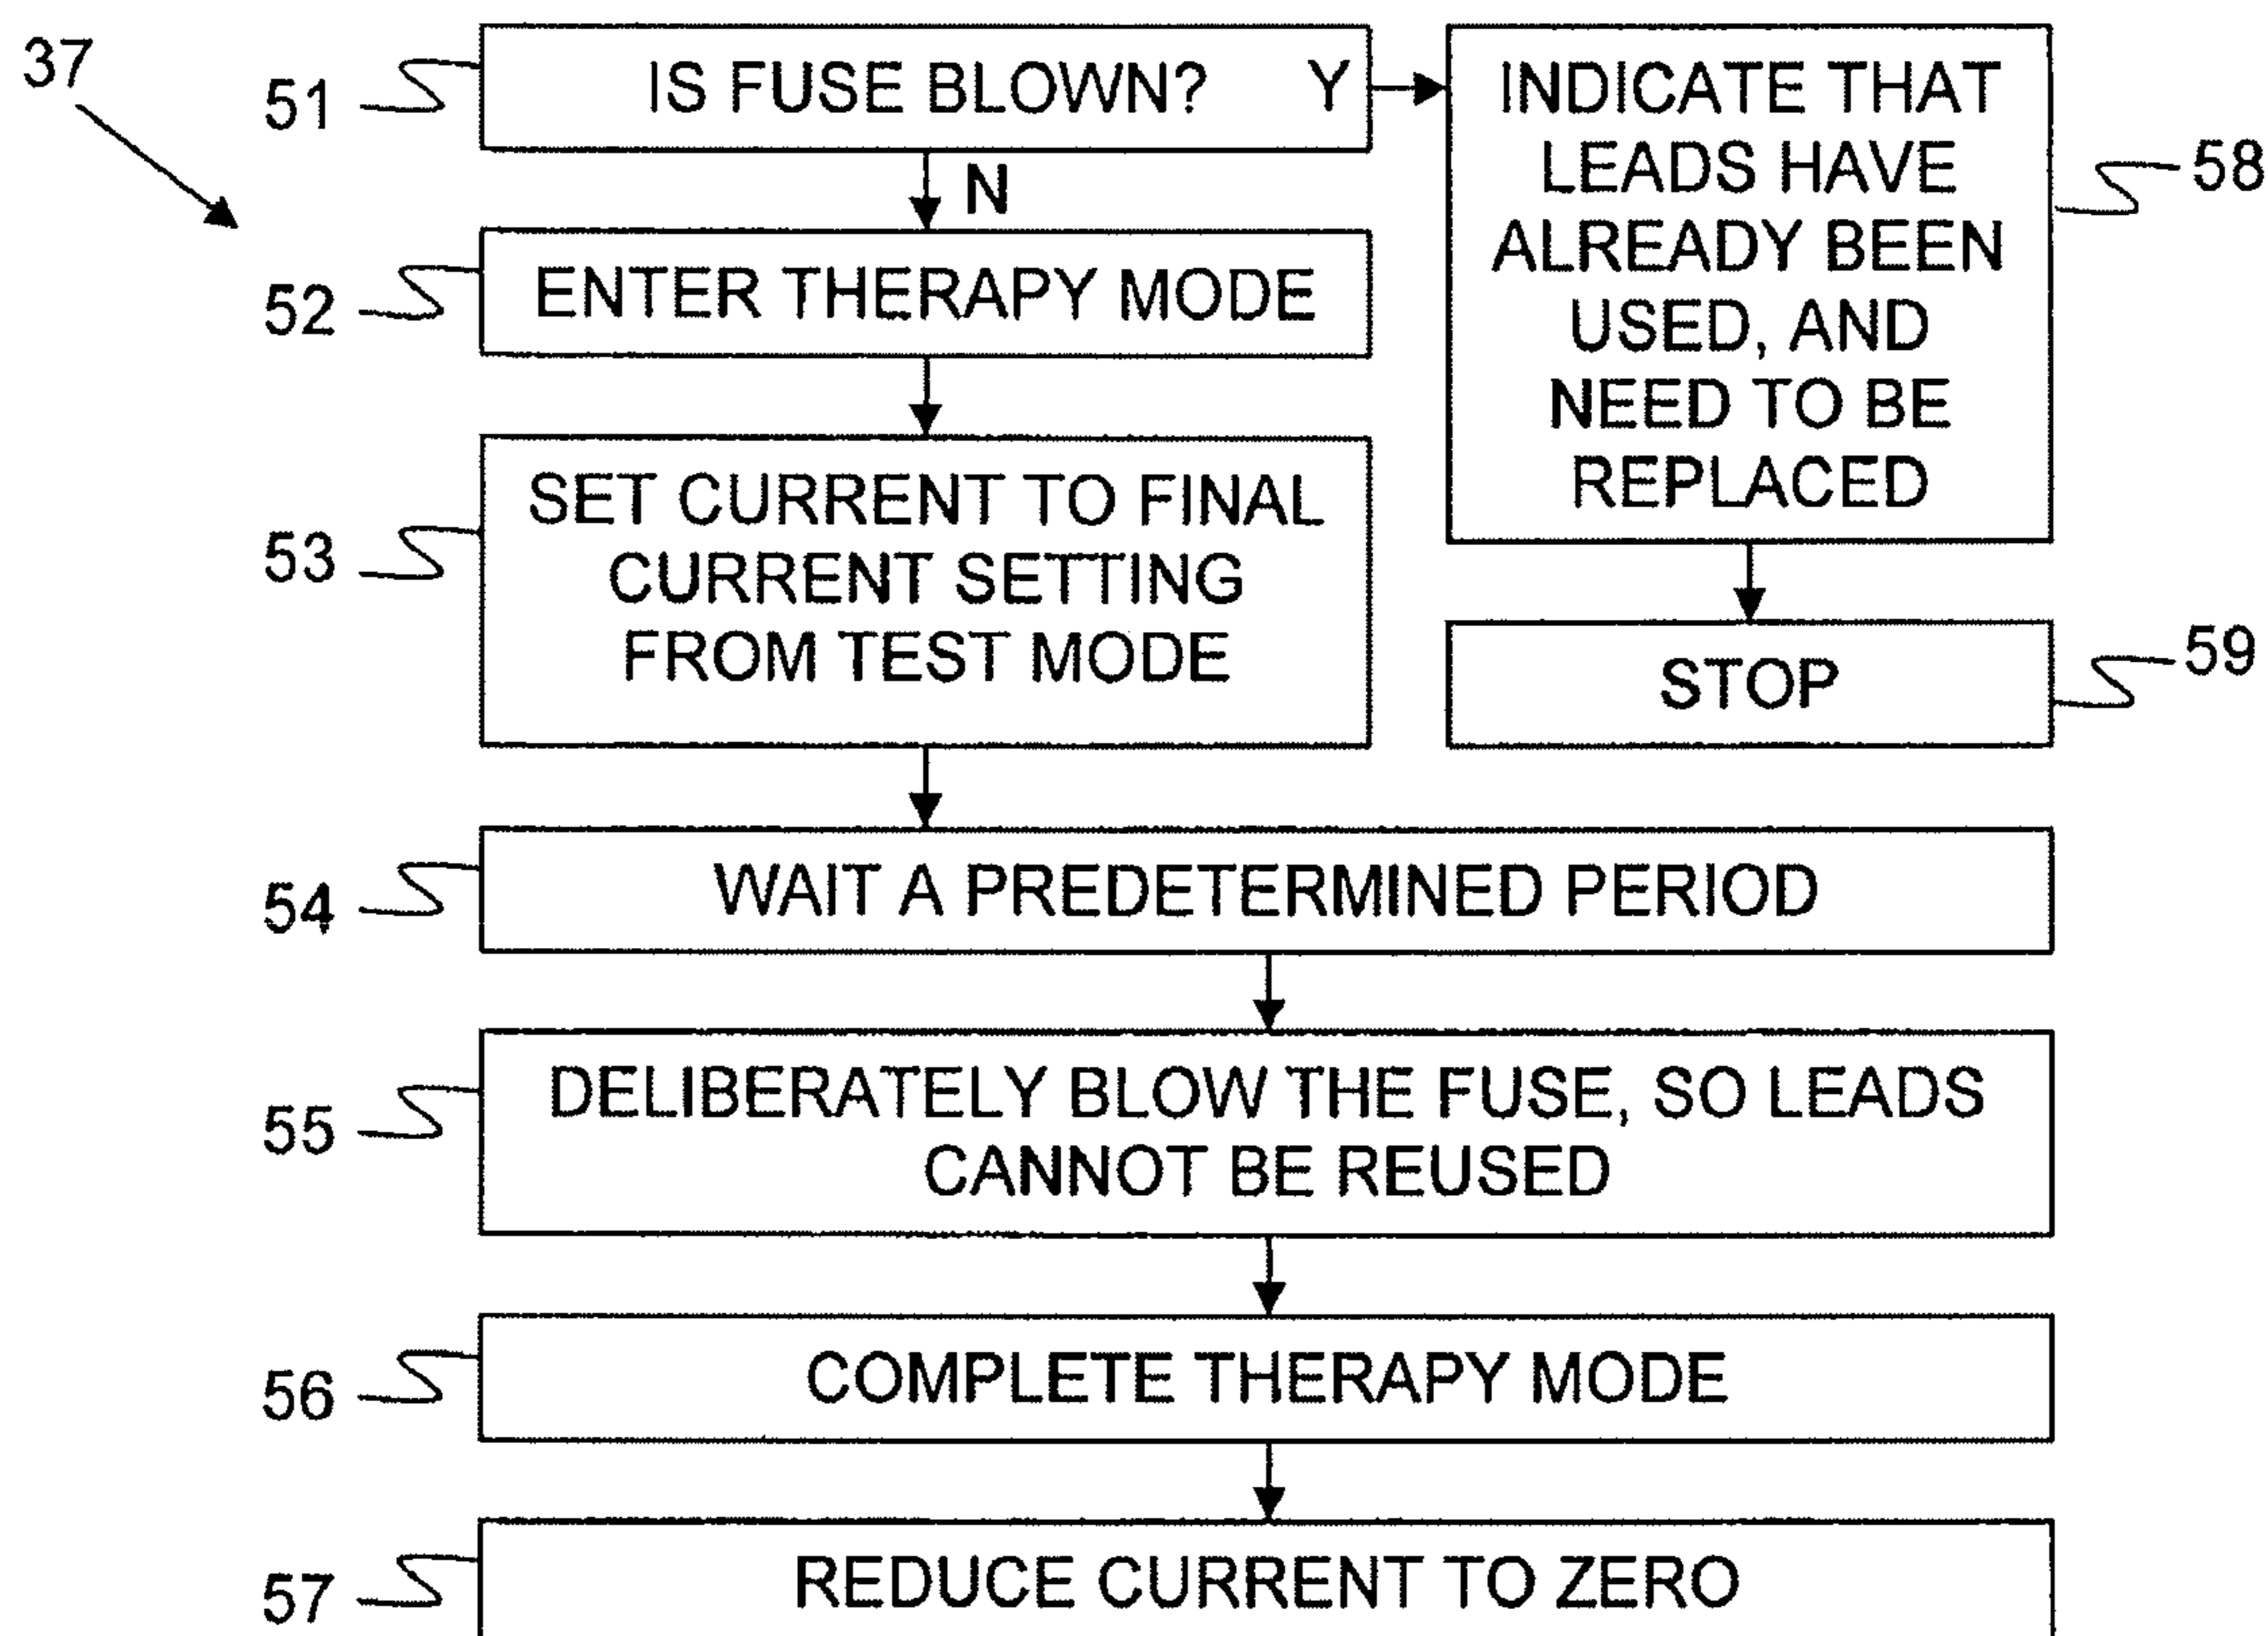 37
51
IS FUSE BLOWN? Y
N
52
ENTER THERAPY MODE
53
SET CURRENT TO FINAL
CURRENT SETTING
FROM TEST MODE
INDICATE THAT
LEADS HAVE
ALREADY BEEN
USED, AND
NEED TO BE
REPLACED
58
STOP
59
54
WAIT A PREDETERMINED PERIOD
55
DELIBERATELY BLOW THE FUSE, SO LEADS
CANNOT BE REUSED
56
COMPLETE THERAPY MODE
57
REDUCE CURRENT TO ZERO